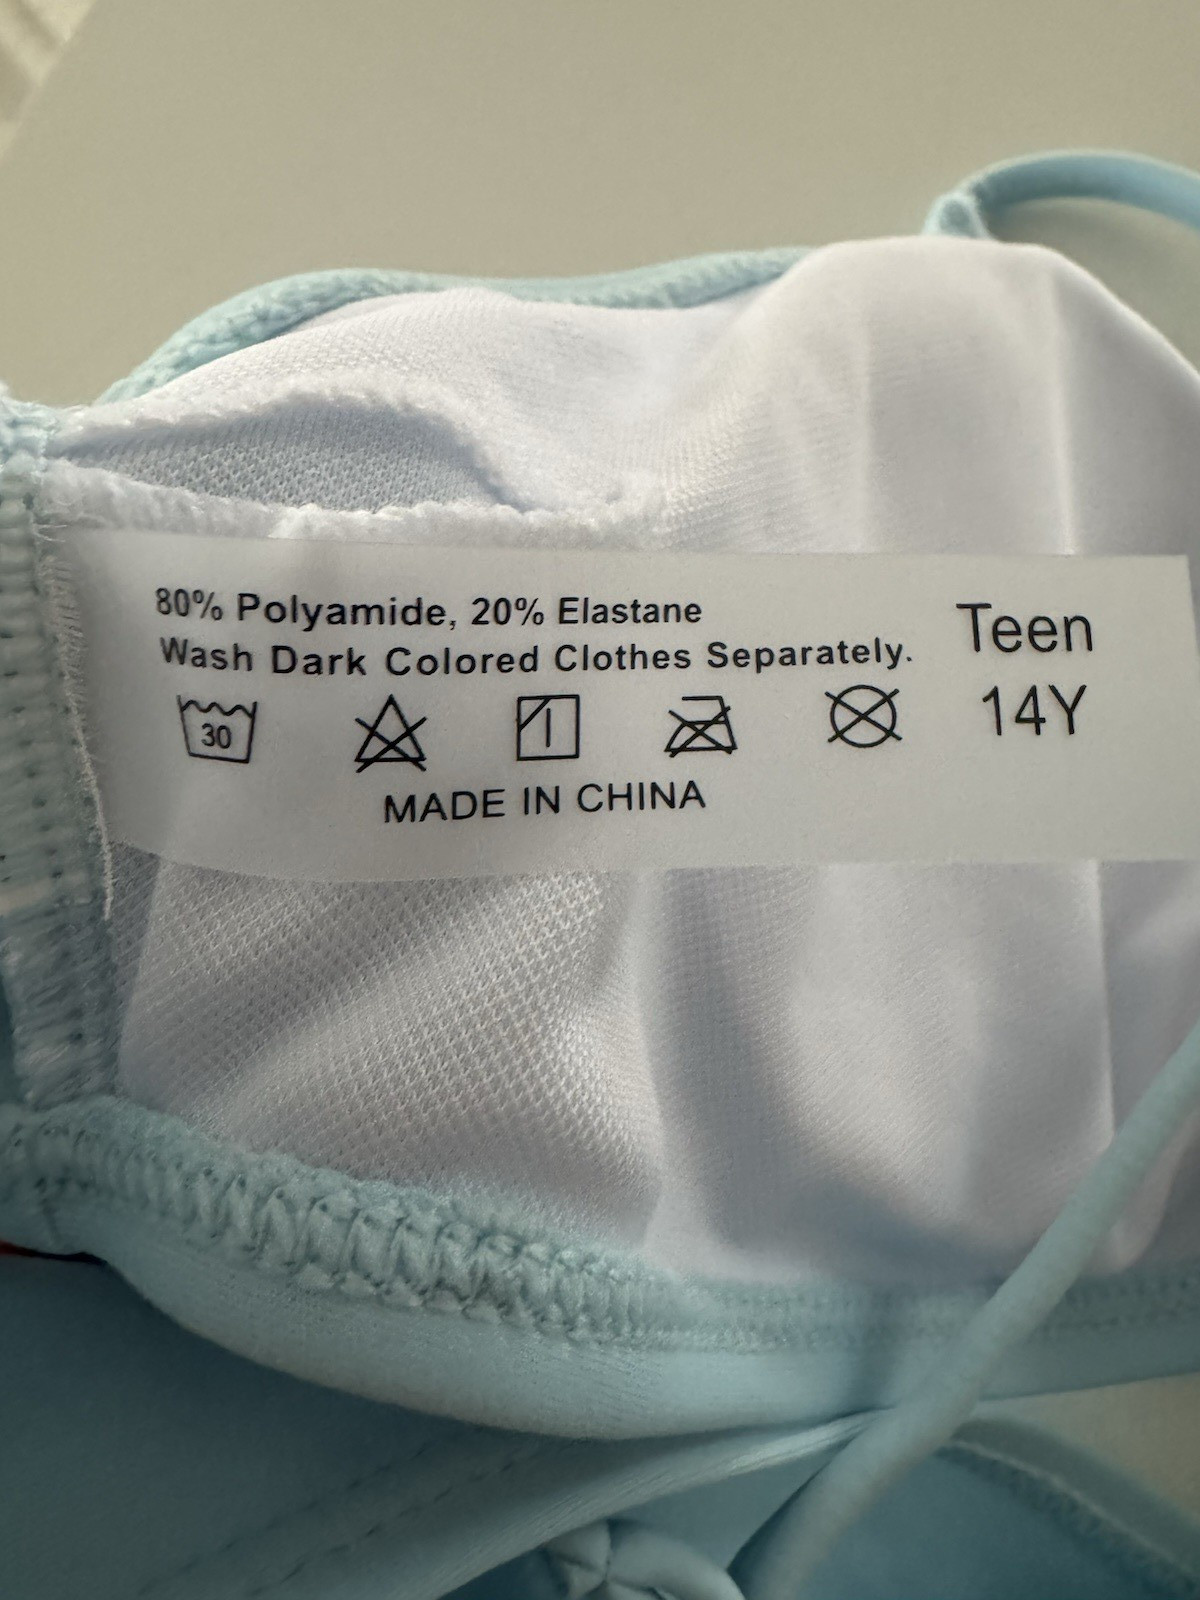 80% Polyamide, 20% Elastane
Wash Dark Colored Clothes Separately.
30
MADE IN CHINA
Teen
14Y